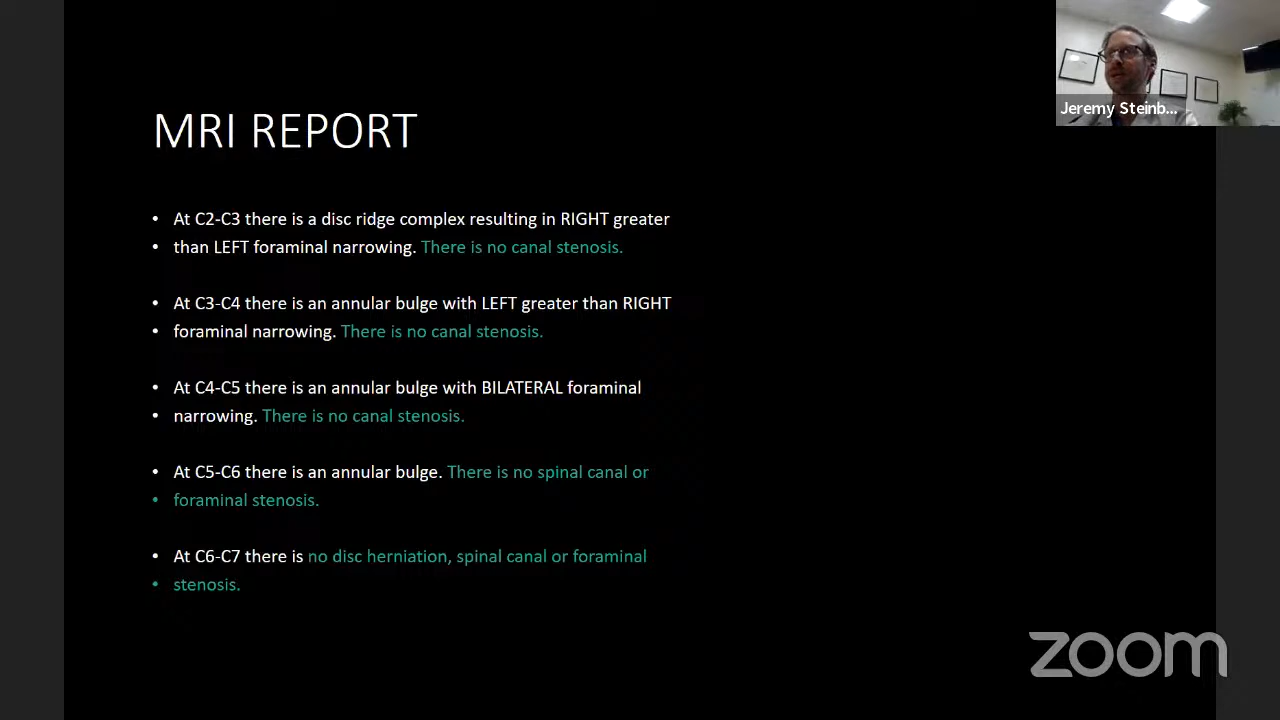 MRI REPORT
• At C2-C3 there is a disc ridge complex resulting in RIGHT greater
• than LEFT foraminal narrowing. There is no canal stenosis.
• At C3-C4 there is an annular bulge with LEFT greater than RIGHT
• foraminal narrowing. There is no canal stenosis.
• At C4-C5 there is an annular bulge with BILATERAL foraminal
• narrowing. There is no canal stenosis.
• At C5-C6 there is an annular bulge. There is no spinal canal or
• foraminal stenosis.
• At C6-C7 there is no disc herniation, spinal canal or foraminal
• stenosis.
Jeremy Steinb...
zoom